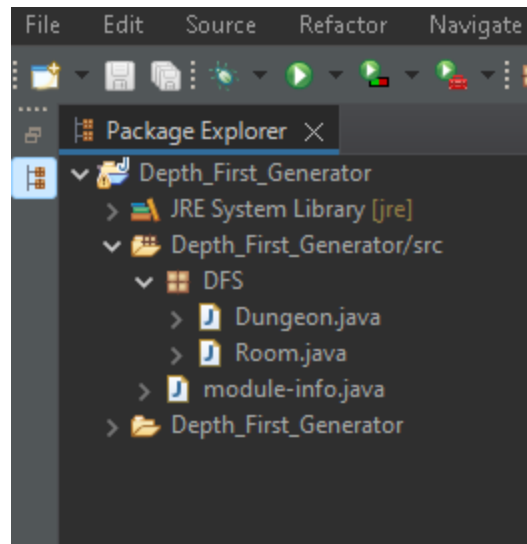 File Edit Source Refactor Navigate
Package Explorer
Depth_First_Generator
JRE System Library [jre]
Depth_First_Generator/src
DFS
Dungeon.java
Room.java
module-info.java
Depth_First_Generator